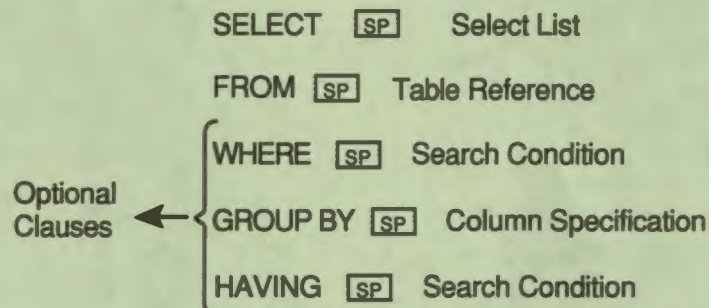 SELECT SP Select List
FROM SP Table Reference
WHERE SP Search Condition
Optional
Clauses
GROUP BY SP Column Specification
HAVING SP Search Condition